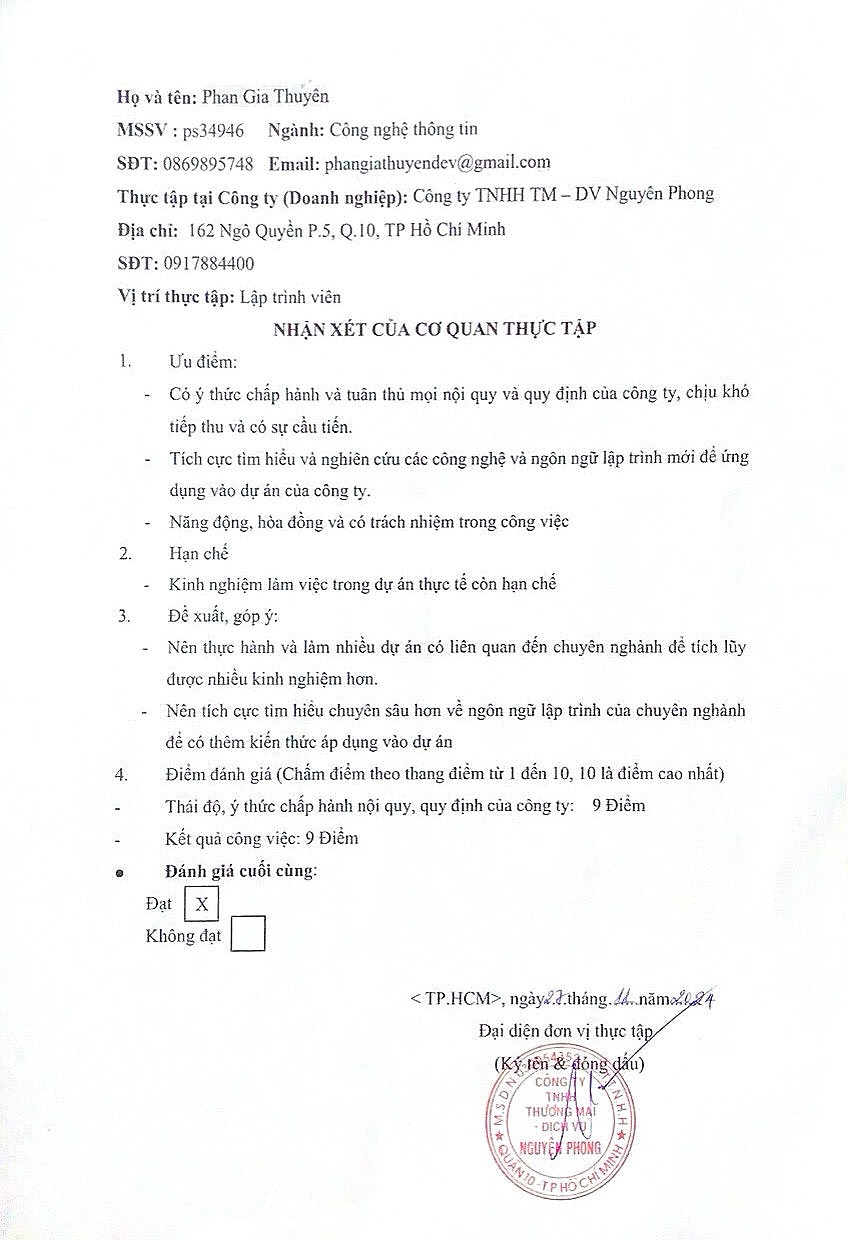 Họ và tên: Phan Gia Thuyên
MSSV : ps34946 Ngành: Công nghệ thông tin
SĐT: 0869895748 Email: phangiathuyendev@gmail.com
Thực tập tại Công ty (Doanh nghiệp): Công ty TNHH TM – DV Nguyên Phong
Địa chỉ: 162 Ngô Quyền P.5, Q.10, TP Hồ Chí Minh
SĐT: 0917884400
Vị trí thực tập: Lập trình viên
NHẬN XÉT CỦA CƠ QUAN THỰC TẬP
1. Ưu điểm:
- Có ý thức chấp hành và tuân thủ mọi nội quy và quy định của công ty, chịu khó
tiếp thu và có sự cầu tiến.
- Tích cực tìm hiểu và nghiên cứu các công nghệ và ngôn ngữ lập trình mới để ứng
dụng vào dự án của công ty.
- Năng động, hòa đồng và có trách nhiệm trong công việc
2. Hạn chế
- Kinh nghiệm làm việc trong dự án thực tế còn hạn chế
3. Đề xuất, góp ý:
- Nên thực hành và làm nhiều dự án có liên quan đến chuyên nghành để tích lũy
được nhiều kinh nghiệm hơn.
- Nên tích cực tìm hiểu chuyên sâu hơn về ngôn ngữ lập trình của chuyên nghành
để có thêm kiến thức áp dụng vào dự án
4. Điểm đánh giá (Chấm điểm theo thang điểm từ 1 đến 10, 10 là điểm cao nhất)
- Thái độ, ý thức chấp hành nội quy, quy định của công ty: 9 Điểm
- Kết quả công việc: 9 Điểm
● Đánh giá cuối cùng:
Đạt X
Không đạt
< TP.HCM>, ngày 27 tháng 11 năm 2024
Đại diện đơn vị thực tập
(Ký tên & đóng dấu)
CÔNG TY
TNHH
THƯƠNG MẠI
- DỊCH VỤ
NGUYÊN PHONG
QUẬN 10 - T.P HỒ CHÍ MINH